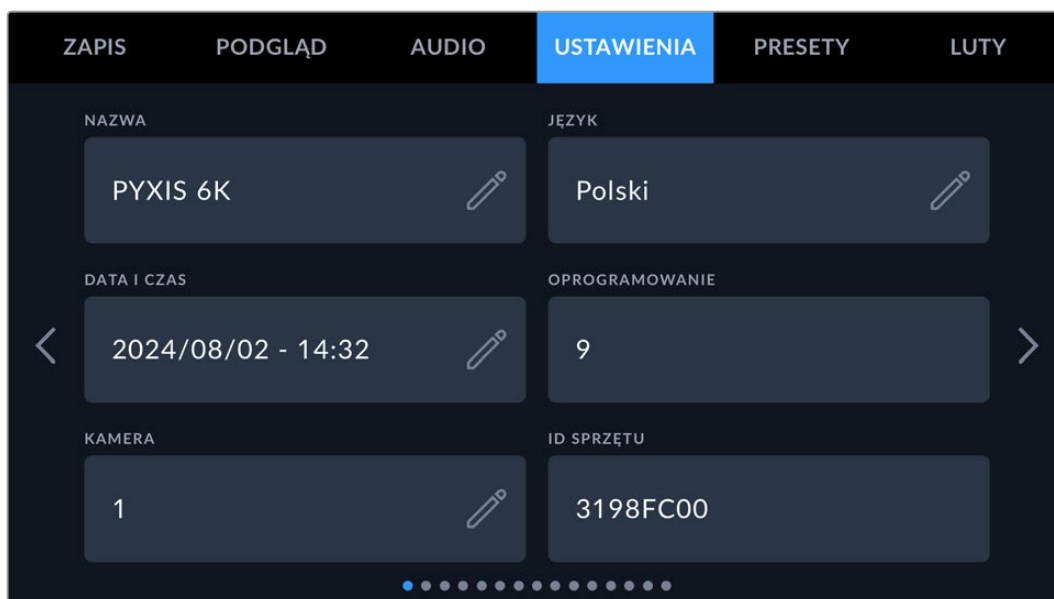 ZAPIS PODGLĄD AUDIO USTAWIENIA PRESETY LUTY
NAZWA JĘZYK
PYXIS 6K Polski
DATA I CZAS OPROGRAMOWANIE
2024/08/02 - 14:32 9
KAMERA ID SPRZĘTU
1 3198FC00